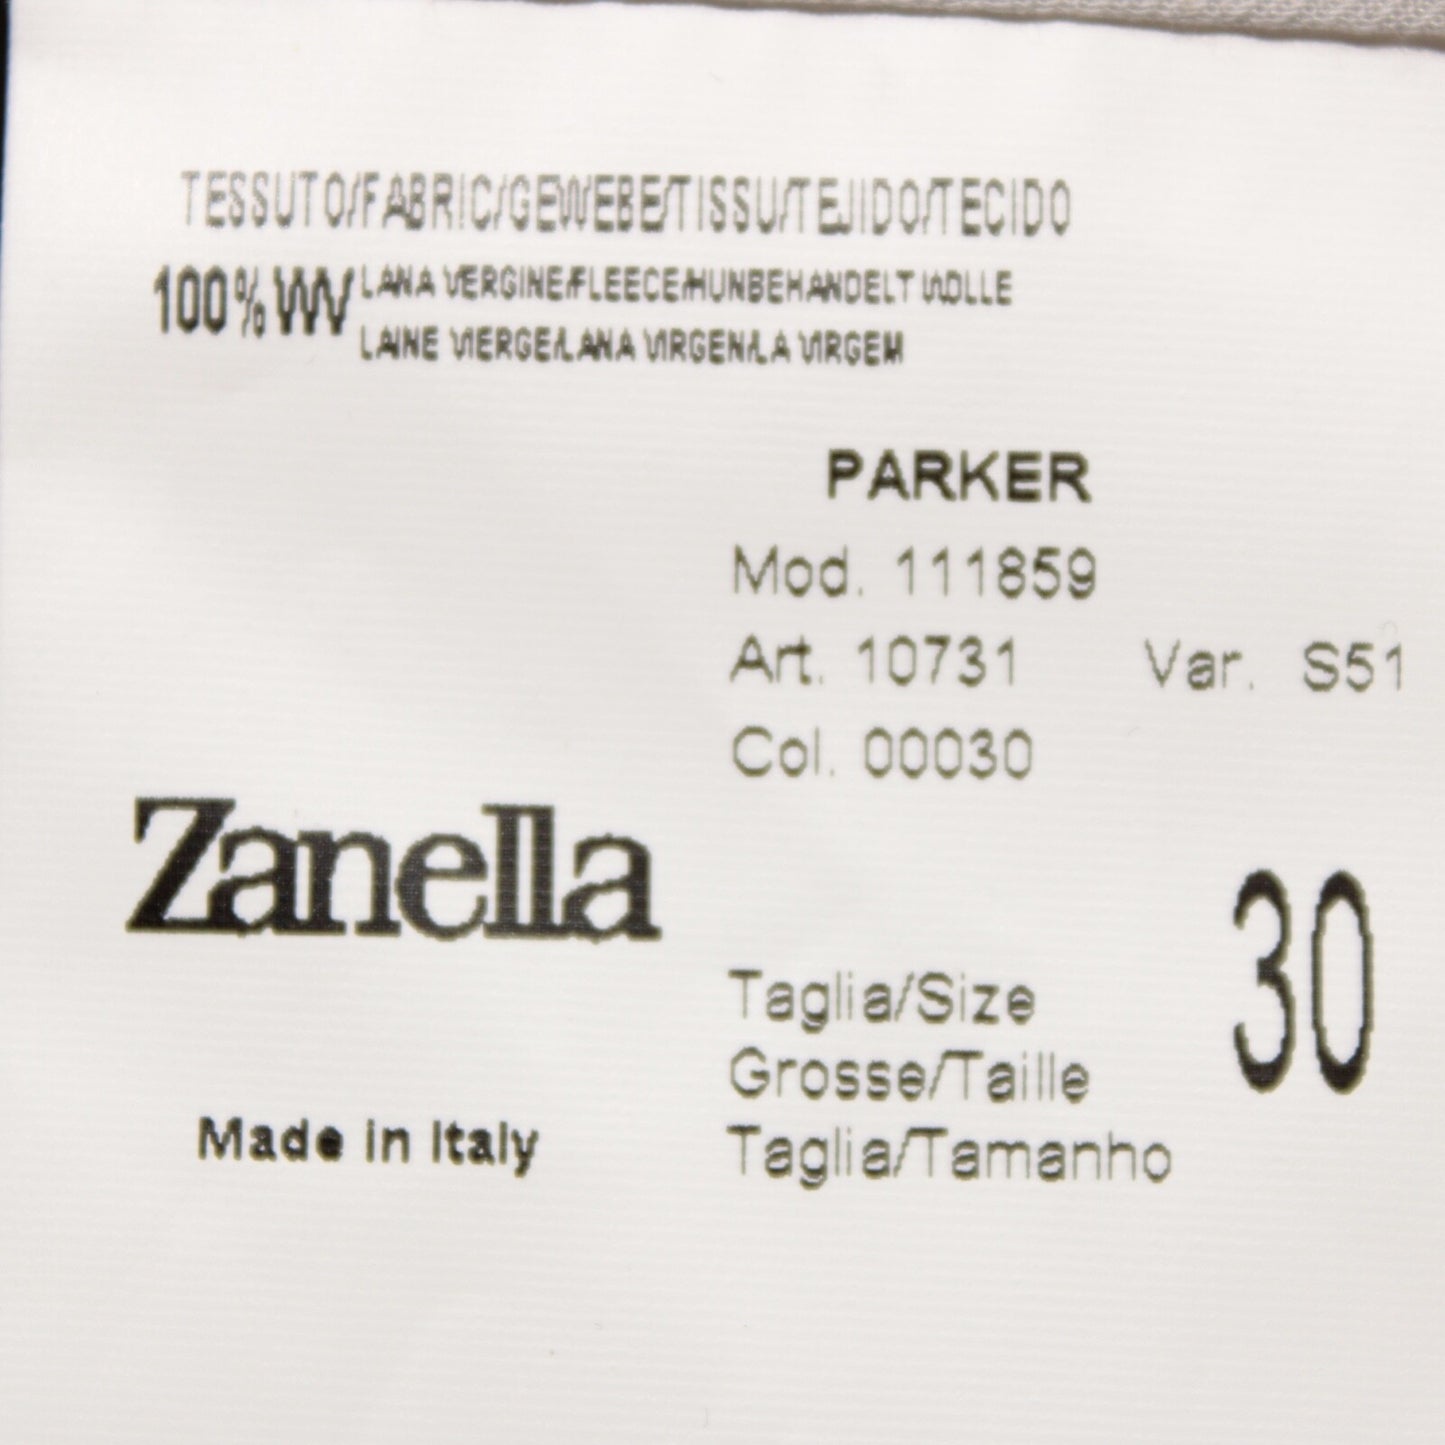 TESSUTO/FABRIC/GEWEBE/TISSU/TEJIDO/TECIDO
100% WV LANA VERGINE/FLEECE/HUNBEHANDELT WOLLE
LAINE VIERGE/LANA VIRGEN/LA VIRGEM
PARKER
Mod. 111859
Art. 10731 Var. S51
Col. 00030
Zanella
Taglia/Size
Grosse/Taille
Taglia/Tamanho
30
Made in Italy